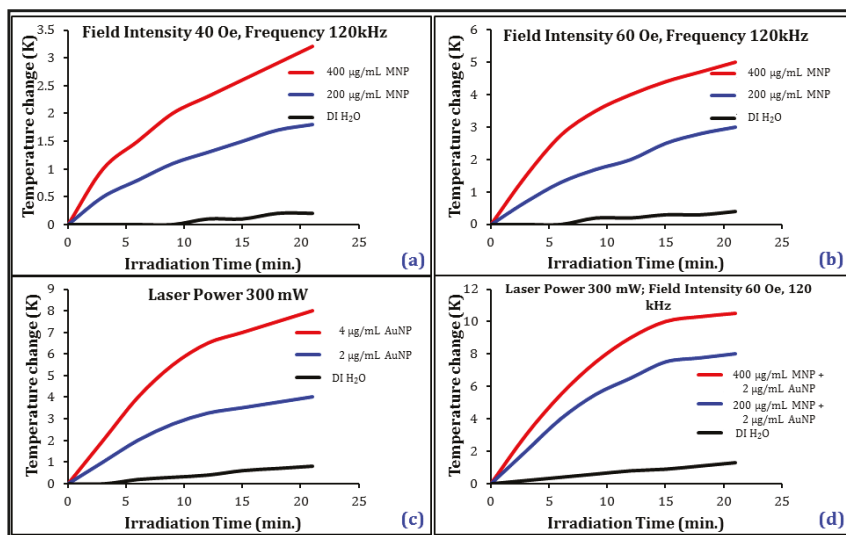 Field Intensity 40 Oe, Frequency 120kHz
Temperature change (K)
3.5
3
2.5
2
1.5
1
0.5
0
400 µg/mL MNP
200 µg/mL MNP
DI H₂O
0 5 10 15 20 25
Irradiation Time (min.)
(a)
Field Intensity 60 Oe, Frequency 120kHz
Temperature change (K)
6
5
4
3
2
1
0
400 µg/mL MNP
200 µg/mL MNP
DI H₂O
0 5 10 15 20 25
Irradiation Time (min.)
(b)
Laser Power 300 mW
Temperature change (K)
9
8
7
6
5
4
3
2
1
0
4 µg/mL AuNP
2 µg/mL AuNP
DI H₂O
0 5 10 15 20 25
Irradiation Time (min.)
(c)
Laser Power 300 mW; Field Intensity 60 Oe, 120
kHz
Temperature change (K)
12
10
8
6
4
2
0
400 µg/mL MNP +
2 µg/mL AuNP
200 µg/mL MNP +
2 µg/mL AuNP
DI H₂O
0 5 10 15 20 25
Irradiation Time (min.)
(d)